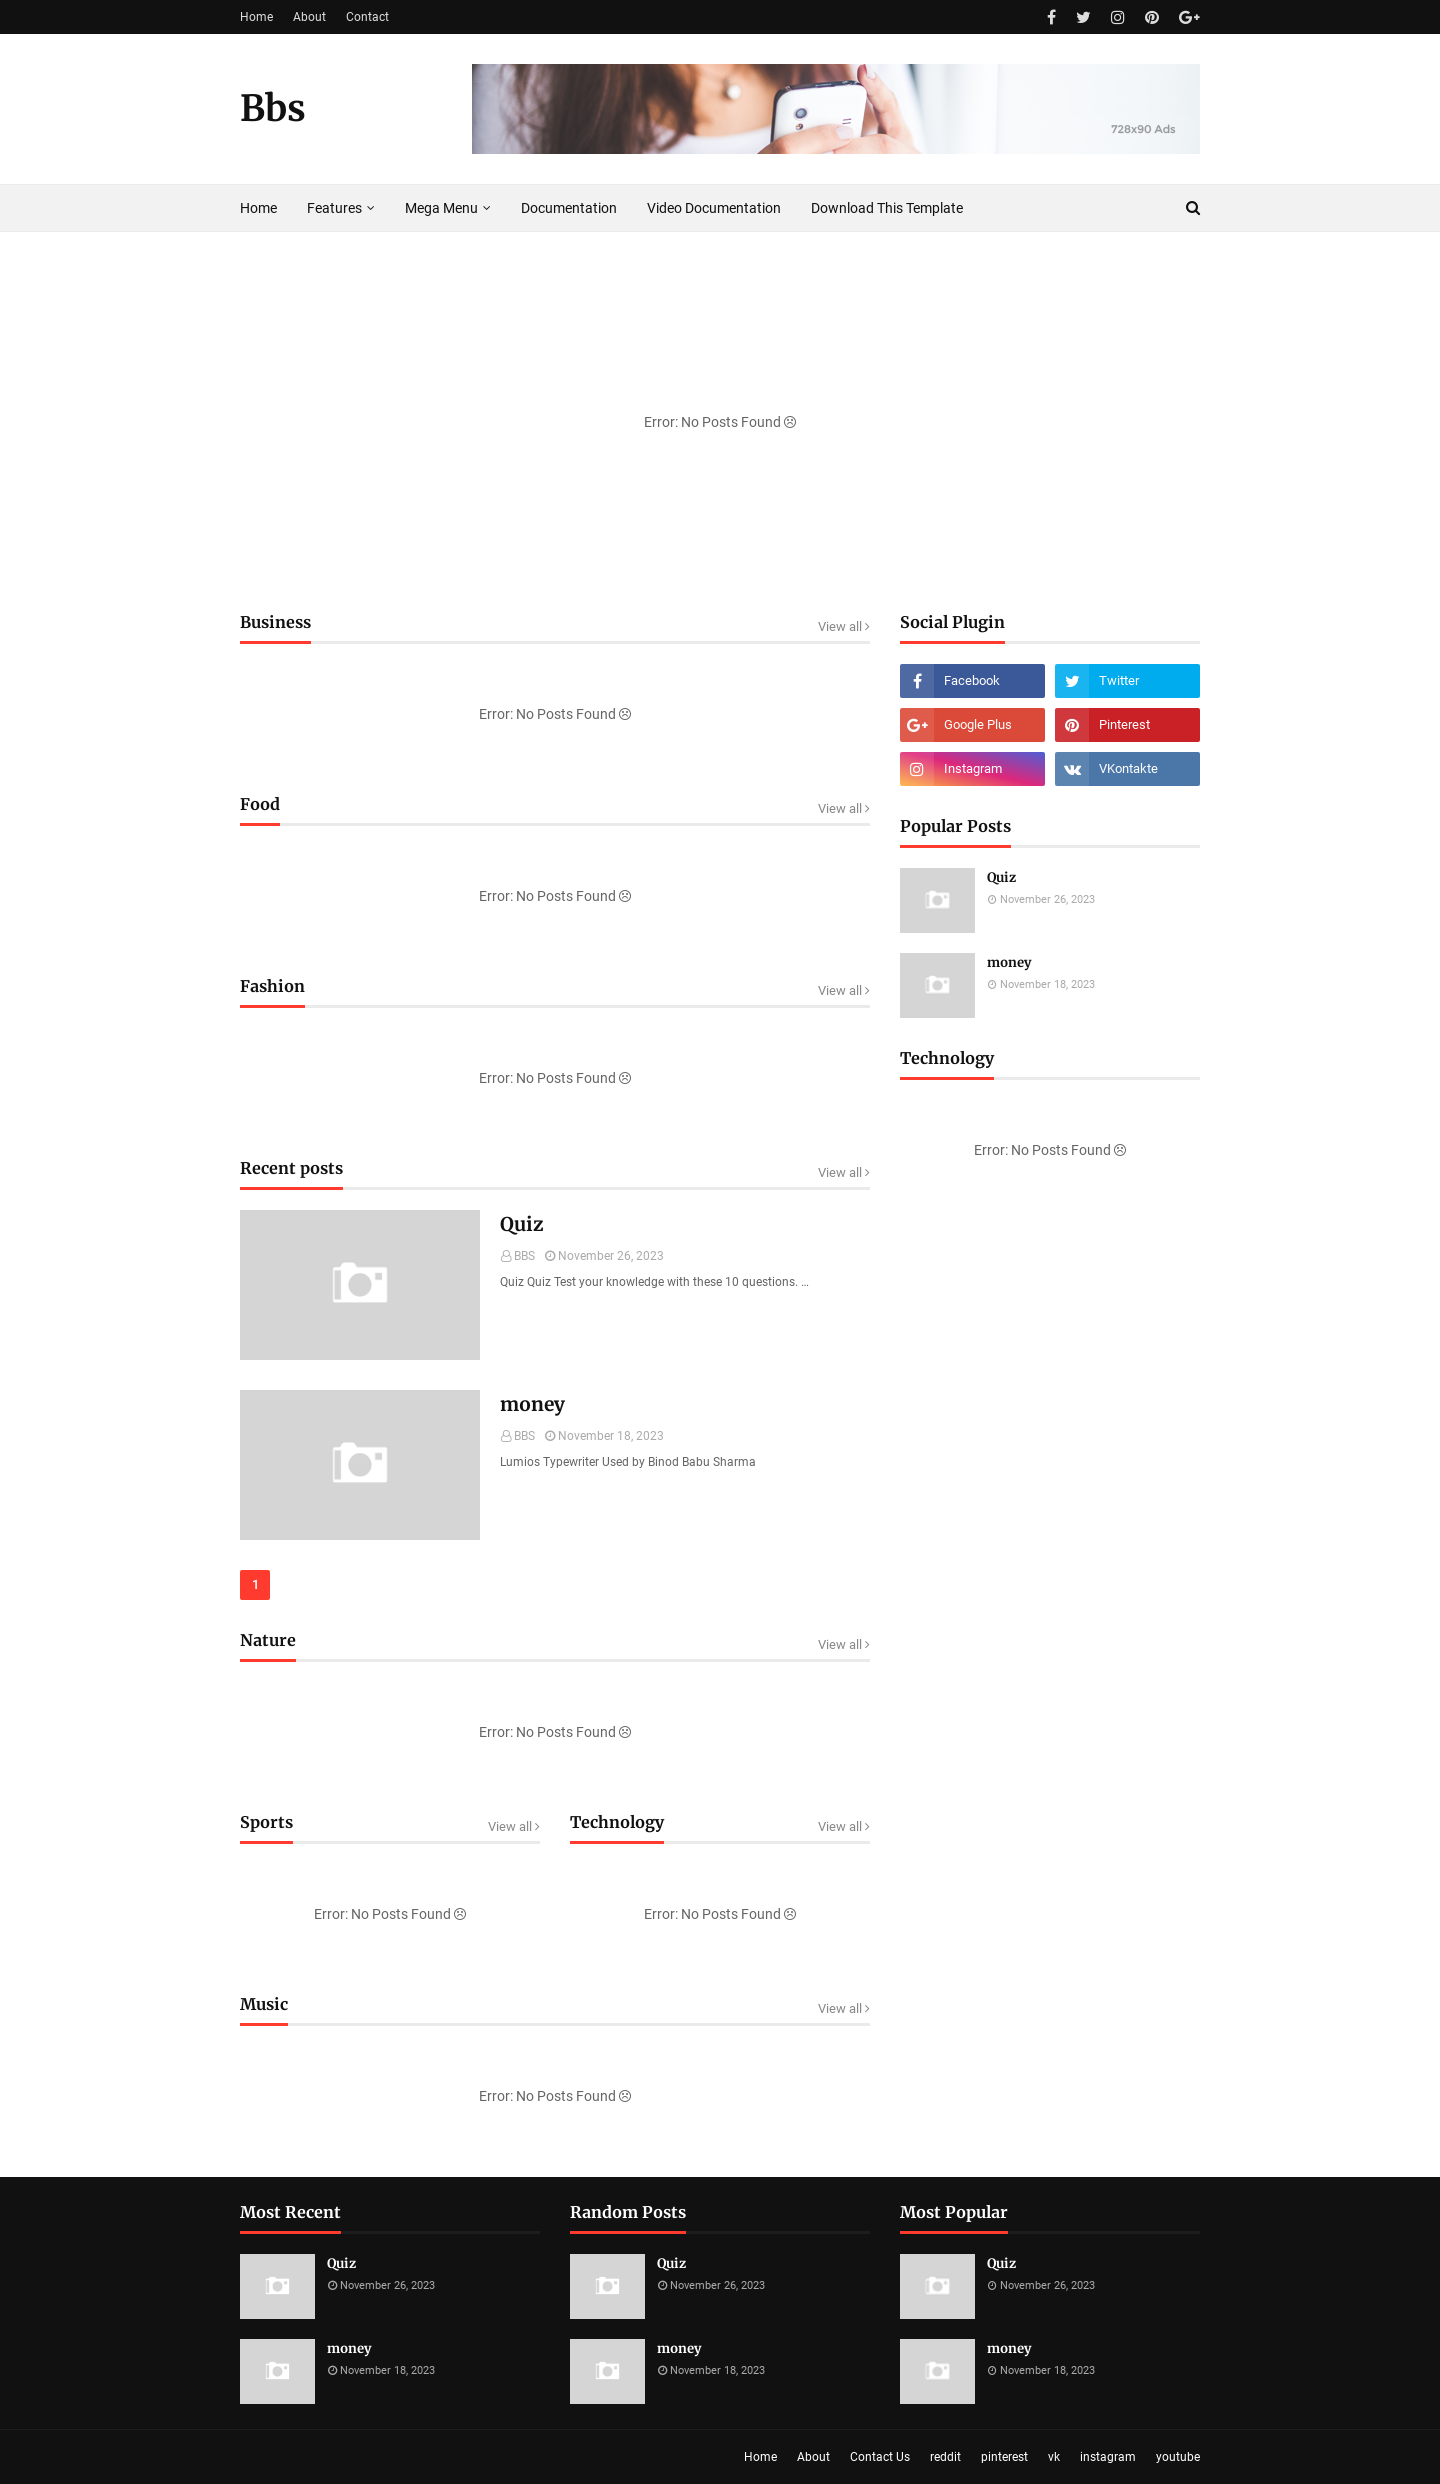 Home About Contact
Bbs
728x90 Ads
Home Features Mega Menu Documentation Video Documentation Download This Template
Error: No Posts Found
Business View all
Error: No Posts Found
Food View all
Error: No Posts Found
Fashion View all
Error: No Posts Found
Recent posts View all
Quiz
BBS November 26, 2023
Quiz Quiz Test your knowledge with these 10 questions. …
money
BBS November 18, 2023
Lumios Typewriter Used by Binod Babu Sharma
1
Nature View all
Error: No Posts Found
Sports View all
Error: No Posts Found
Technology View all
Error: No Posts Found
Music View all
Error: No Posts Found
Social Plugin
Facebook Twitter
Google Plus Pinterest
Instagram VKontakte
Popular Posts
Quiz
November 26, 2023
money
November 18, 2023
Technology
Error: No Posts Found
Most Recent
Quiz
November 26, 2023
money
November 18, 2023
Random Posts
Quiz
November 26, 2023
money
November 18, 2023
Most Popular
Quiz
November 26, 2023
money
November 18, 2023
Home About Contact Us reddit pinterest vk instagram youtube